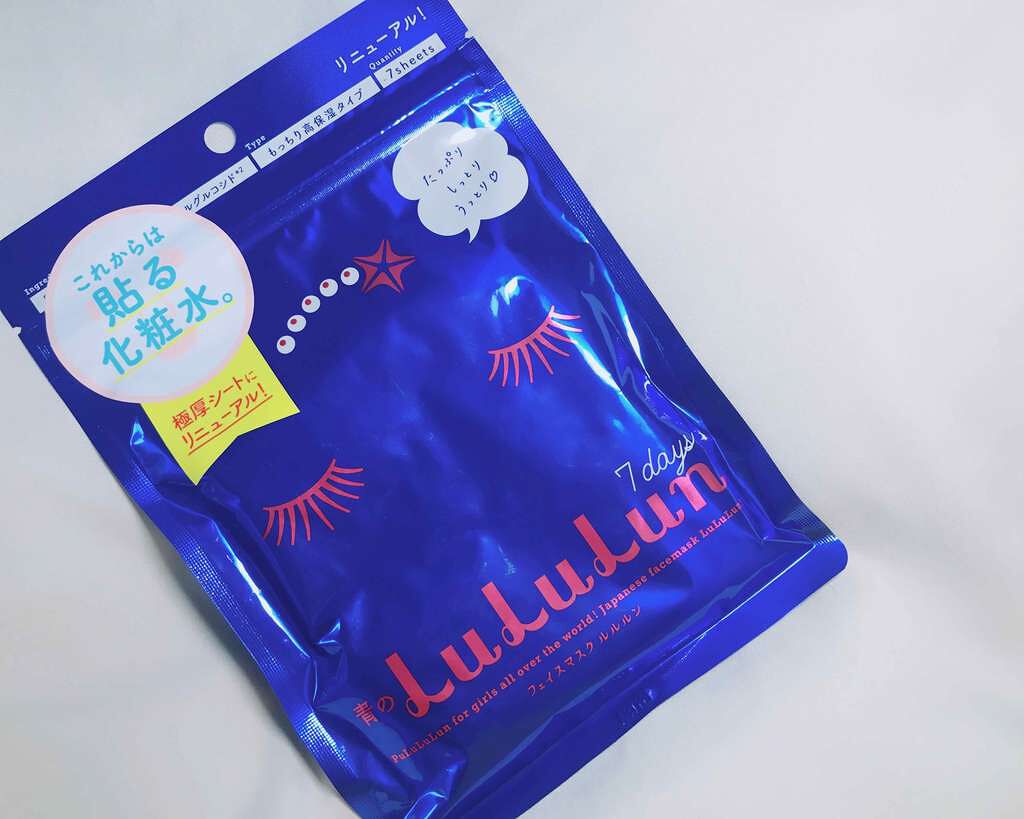 リニューアル!
Quantity
7sheets
Type
もっちり高保湿タイプ
ルグルコシド*2
たっぷり
しっとり
うっとり♡
これからは
貼る
化粧水。
極厚シートに
リニューアル!
7days
青の LuLuLun
PuLuLuLun for girls all over the world! Japanese facemask LuLuLun
フェイスマスク ルルルン